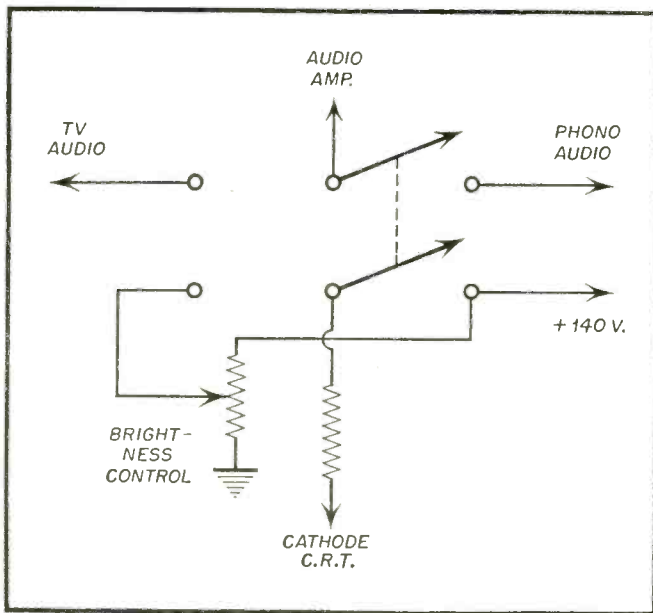 AUDIO
AMP.
TV
AUDIO
PHONO
AUDIO
+ 140 V.
BRIGHT-
NESS
CONTROL
CATHODE
C.R.T.